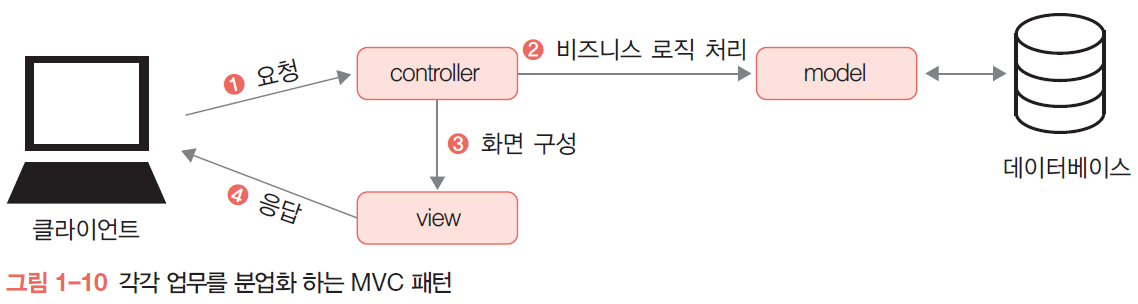 ❶ 요청
controller
❷ 비즈니스 로직 처리
model
❸ 화면 구성
데이터베이스
❹ 응답
view
클라이언트
그림 1-10 각각 업무를 분업화 하는 MVC 패턴